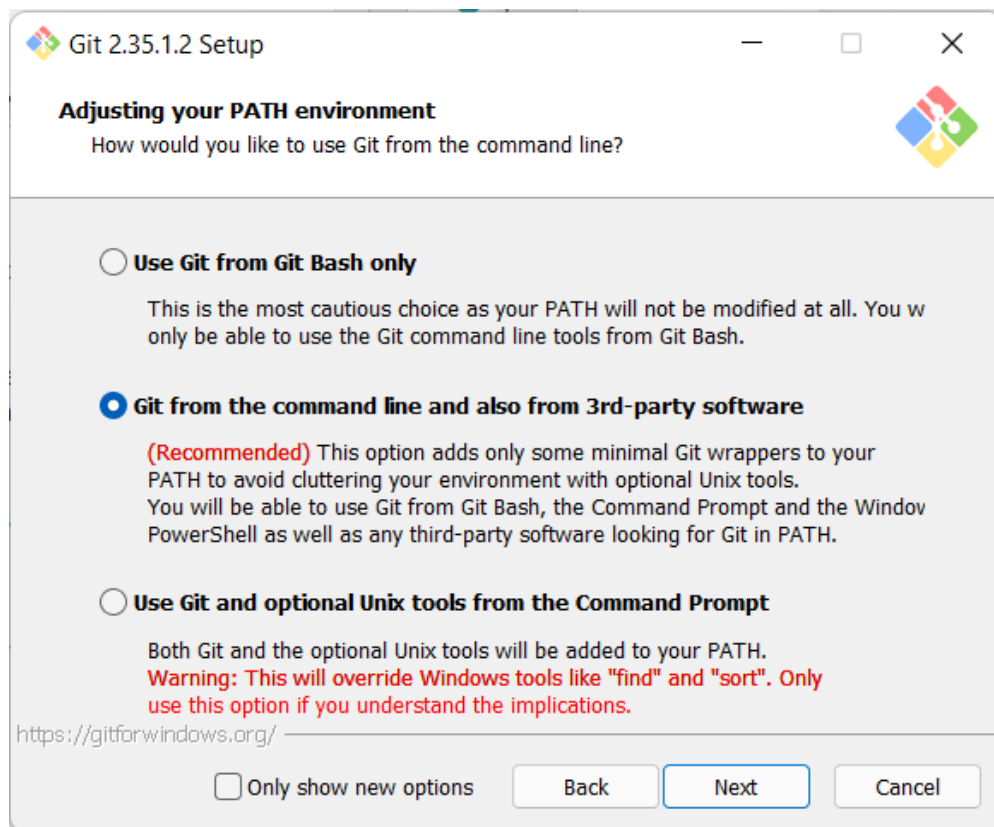 Git 2.35.1.2 Setup
Adjusting your PATH environment
How would you like to use Git from the command line?
Use Git from Git Bash only
This is the most cautious choice as your PATH will not be modified at all. You w
only be able to use the Git command line tools from Git Bash.
Git from the command line and also from 3rd-party software
(Recommended) This option adds only some minimal Git wrappers to your
PATH to avoid cluttering your environment with optional Unix tools.
You will be able to use Git from Git Bash, the Command Prompt and the Window
PowerShell as well as any third-party software looking for Git in PATH.
Use Git and optional Unix tools from the Command Prompt
Both Git and the optional Unix tools will be added to your PATH.
Warning: This will override Windows tools like "find" and "sort". Only
use this option if you understand the implications.
https://gitforwindows.org/
Only show new options
Back
Next
Cancel